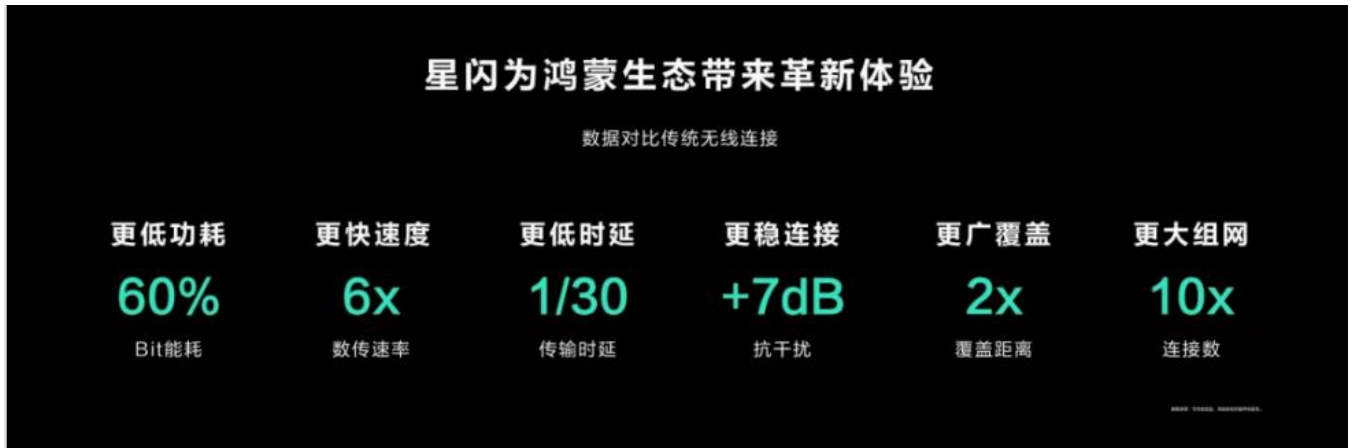 星闪为鸿蒙生态带来革新体验
数据对比传统无线连接
更低功耗 更快速度 更低时延 更稳连接 更广覆盖 更大组网
60% 6x 1/30 +7dB 2x 10x
Bit能耗 数传速率 传输时延 抗干扰 覆盖距离 连接数